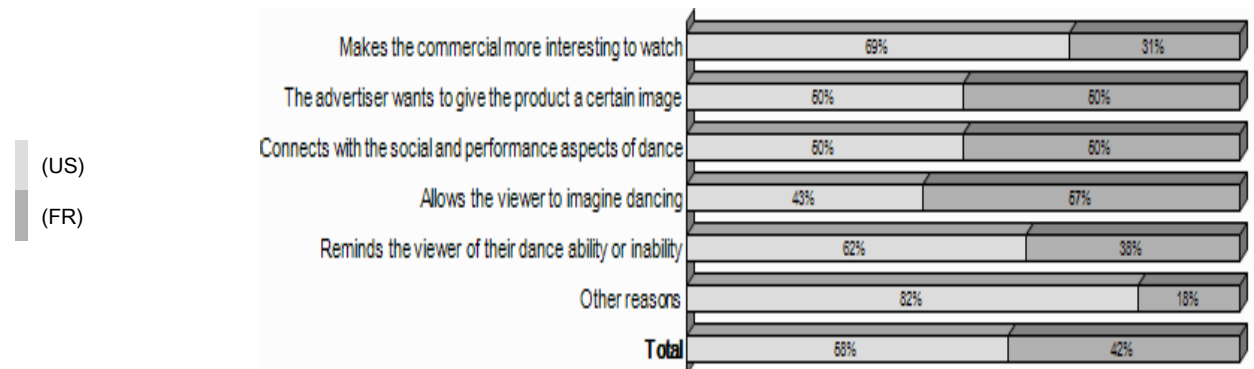 Makes the commercial more interesting to watch 69% 31%
The advertiser wants to give the product a certain image 50% 50%
Connects with the social and performance aspects of dance 50% 50%
(US)
Allows the viewer to imagine dancing 43% 57%
(FR)
Reminds the viewer of their dance ability or inability 62% 38%
Other reasons 82% 18%
Total 58% 42%